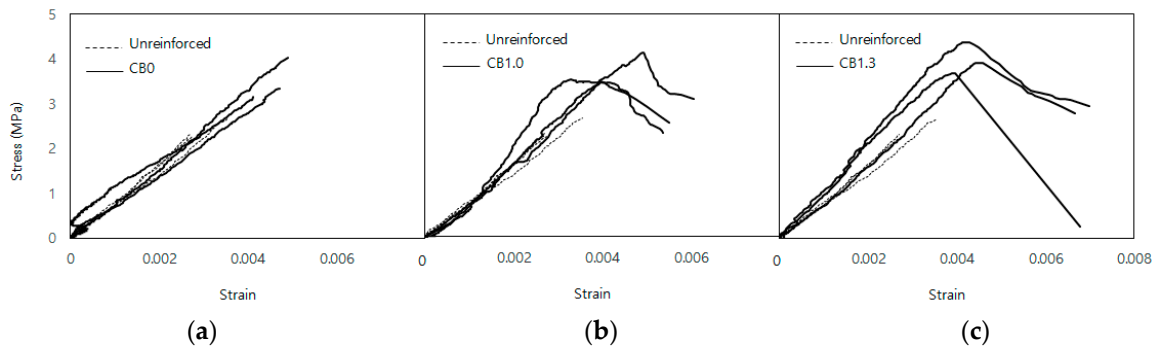 5
4
3
2
1
0
Stress (MPa)
Unreinforced
CB0
0 0.002 0.004 0.006
Strain
(a)
Unreinforced
CB1.0
0 0.002 0.004 0.006
Strain
(b)
Unreinforced
CB1.3
0 0.002 0.004 0.006 0.008
Strain
(c)